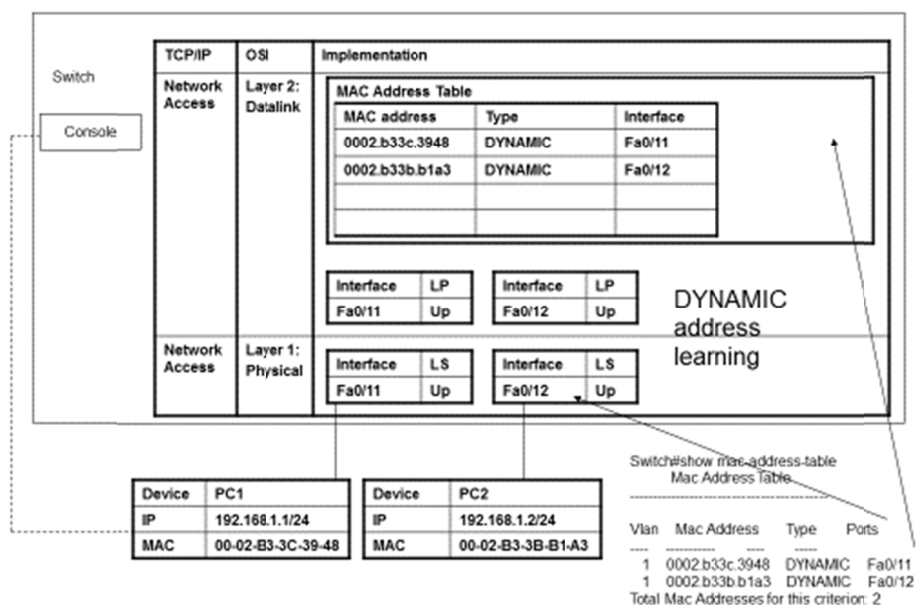 Switch
Console
TCP/IP OSI Implementation
Network Access Layer 2: Datalink
MAC Address Table
MAC address Type Interface
0002.b33c.3948 DYNAMIC Fa0/11
0002.b33b.b1a3 DYNAMIC Fa0/12
Interface LP
Fa0/11 Up
Interface LP
Fa0/12 Up
DYNAMIC
address
learning
Network Access Layer 1: Physical
Interface LS
Fa0/11 Up
Interface LS
Fa0/12 Up
Device PC1
IP 192.168.1.1/24
MAC 00-02-B3-3C-39-48
Device PC2
IP 192.168.1.2/24
MAC 00-02-B3-3B-B1-A3
Switch#show mac-address-table
Mac Address Table
-------------------------------------------
Vlan Mac Address Type Ports
---- ----------- ---- -----
1 0002.b33c.3948 DYNAMIC Fa0/11
1 0002.b33b.b1a3 DYNAMIC Fa0/12
Total Mac Addresses for this criterion: 2